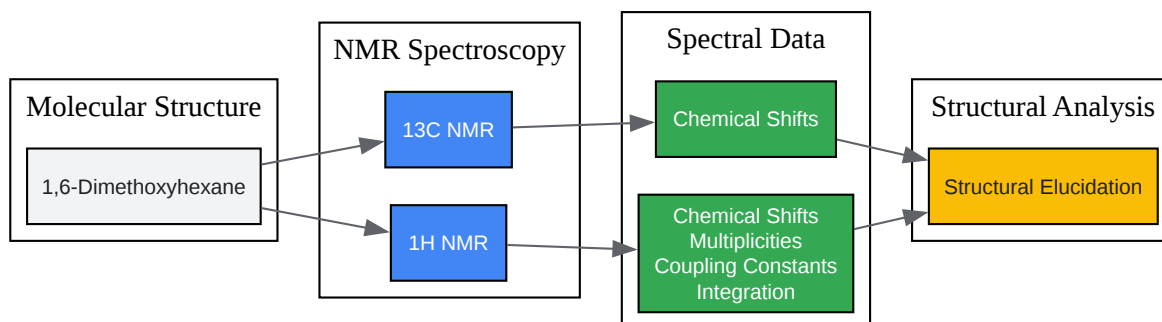 Molecular Structure
1,6-Dimethoxyhexane
NMR Spectroscopy
13C NMR
1H NMR
Spectral Data
Chemical Shifts
Chemical Shifts
Multiplicities
Coupling Constants
Integration
Structural Analysis
Structural Elucidation